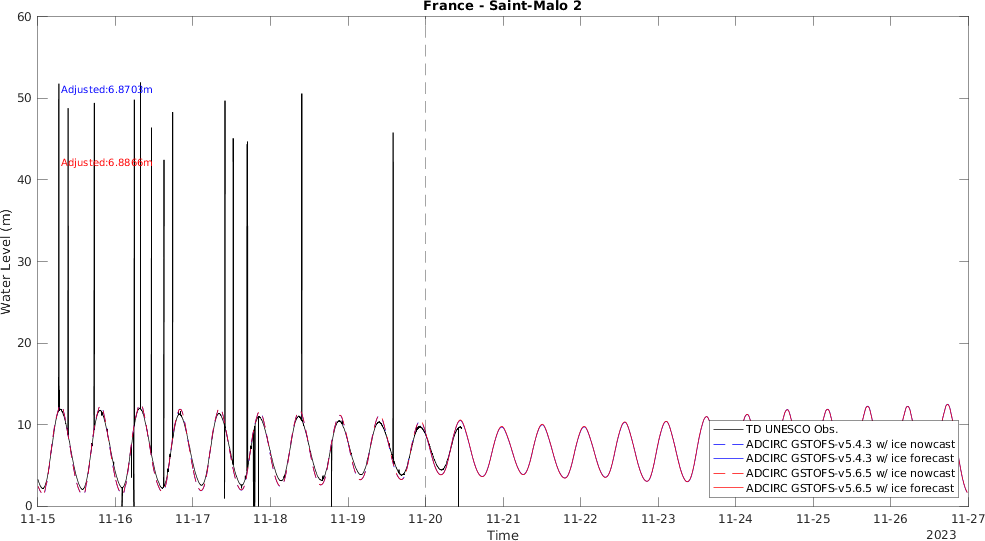 France - Saint-Malo 2
60
50
40
30
20
10
0
Water Level (m)
Adjusted:6.8703m
Adjusted:6.8866m
TD UNESCO Obs.
ADCIRC GSTOFS-v5.4.3 w/ ice nowcast
ADCIRC GSTOFS-v5.4.3 w/ ice forecast
ADCIRC GSTOFS-v5.6.5 w/ ice nowcast
ADCIRC GSTOFS-v5.6.5 w/ ice forecast
11-15 11-16 11-17 11-18 11-19 11-20 11-21 11-22 11-23 11-24 11-25 11-26 11-27
Time
2023